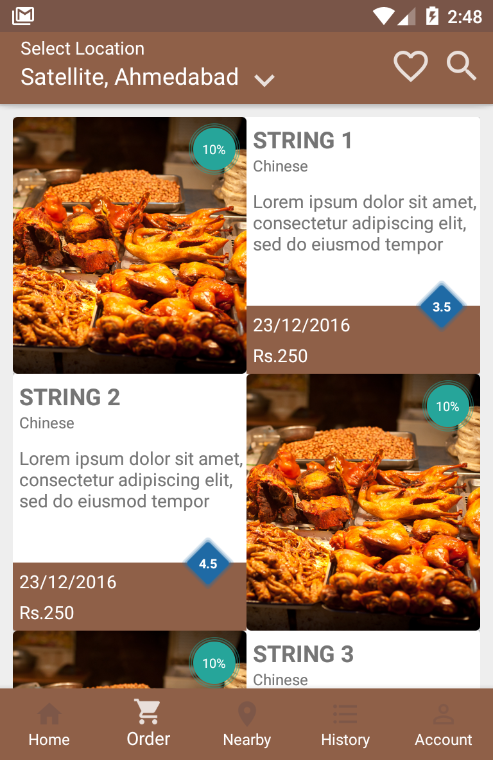 2:48
Select Location
Satellite, Ahmedabad
10%
STRING 1
Chinese
Lorem ipsum dolor sit amet,
consectetur adipiscing elit,
sed do eiusmod tempor
3.5
23/12/2016
Rs.250
STRING 2
Chinese
Lorem ipsum dolor sit amet,
consectetur adipiscing elit,
sed do eiusmod tempor
4.5
23/12/2016
Rs.250
10%
10%
STRING 3
Chinese
Home
Order
Nearby
History
Account